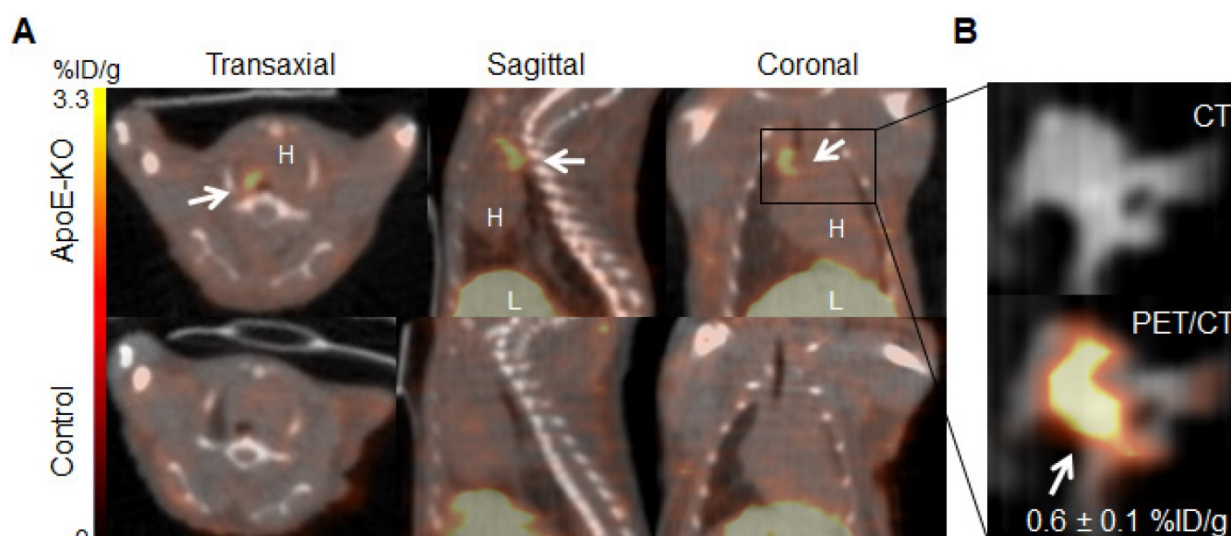 A
B
%ID/g
Transaxial
Sagittal
Coronal
3.3
ApoE-KO
H
H
H
L
L
CT
PET/CT
Control
0.6 ± 0.1 %ID/g